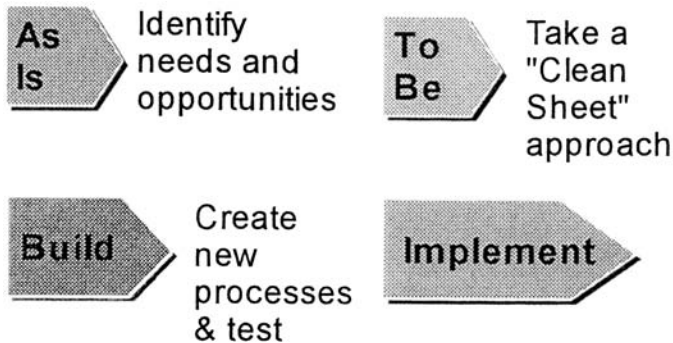 As
Is
Identify
needs and
opportunities
To
Be
Take a
"Clean
Sheet"
approach
Build
Create
new
processes
& test
Implement